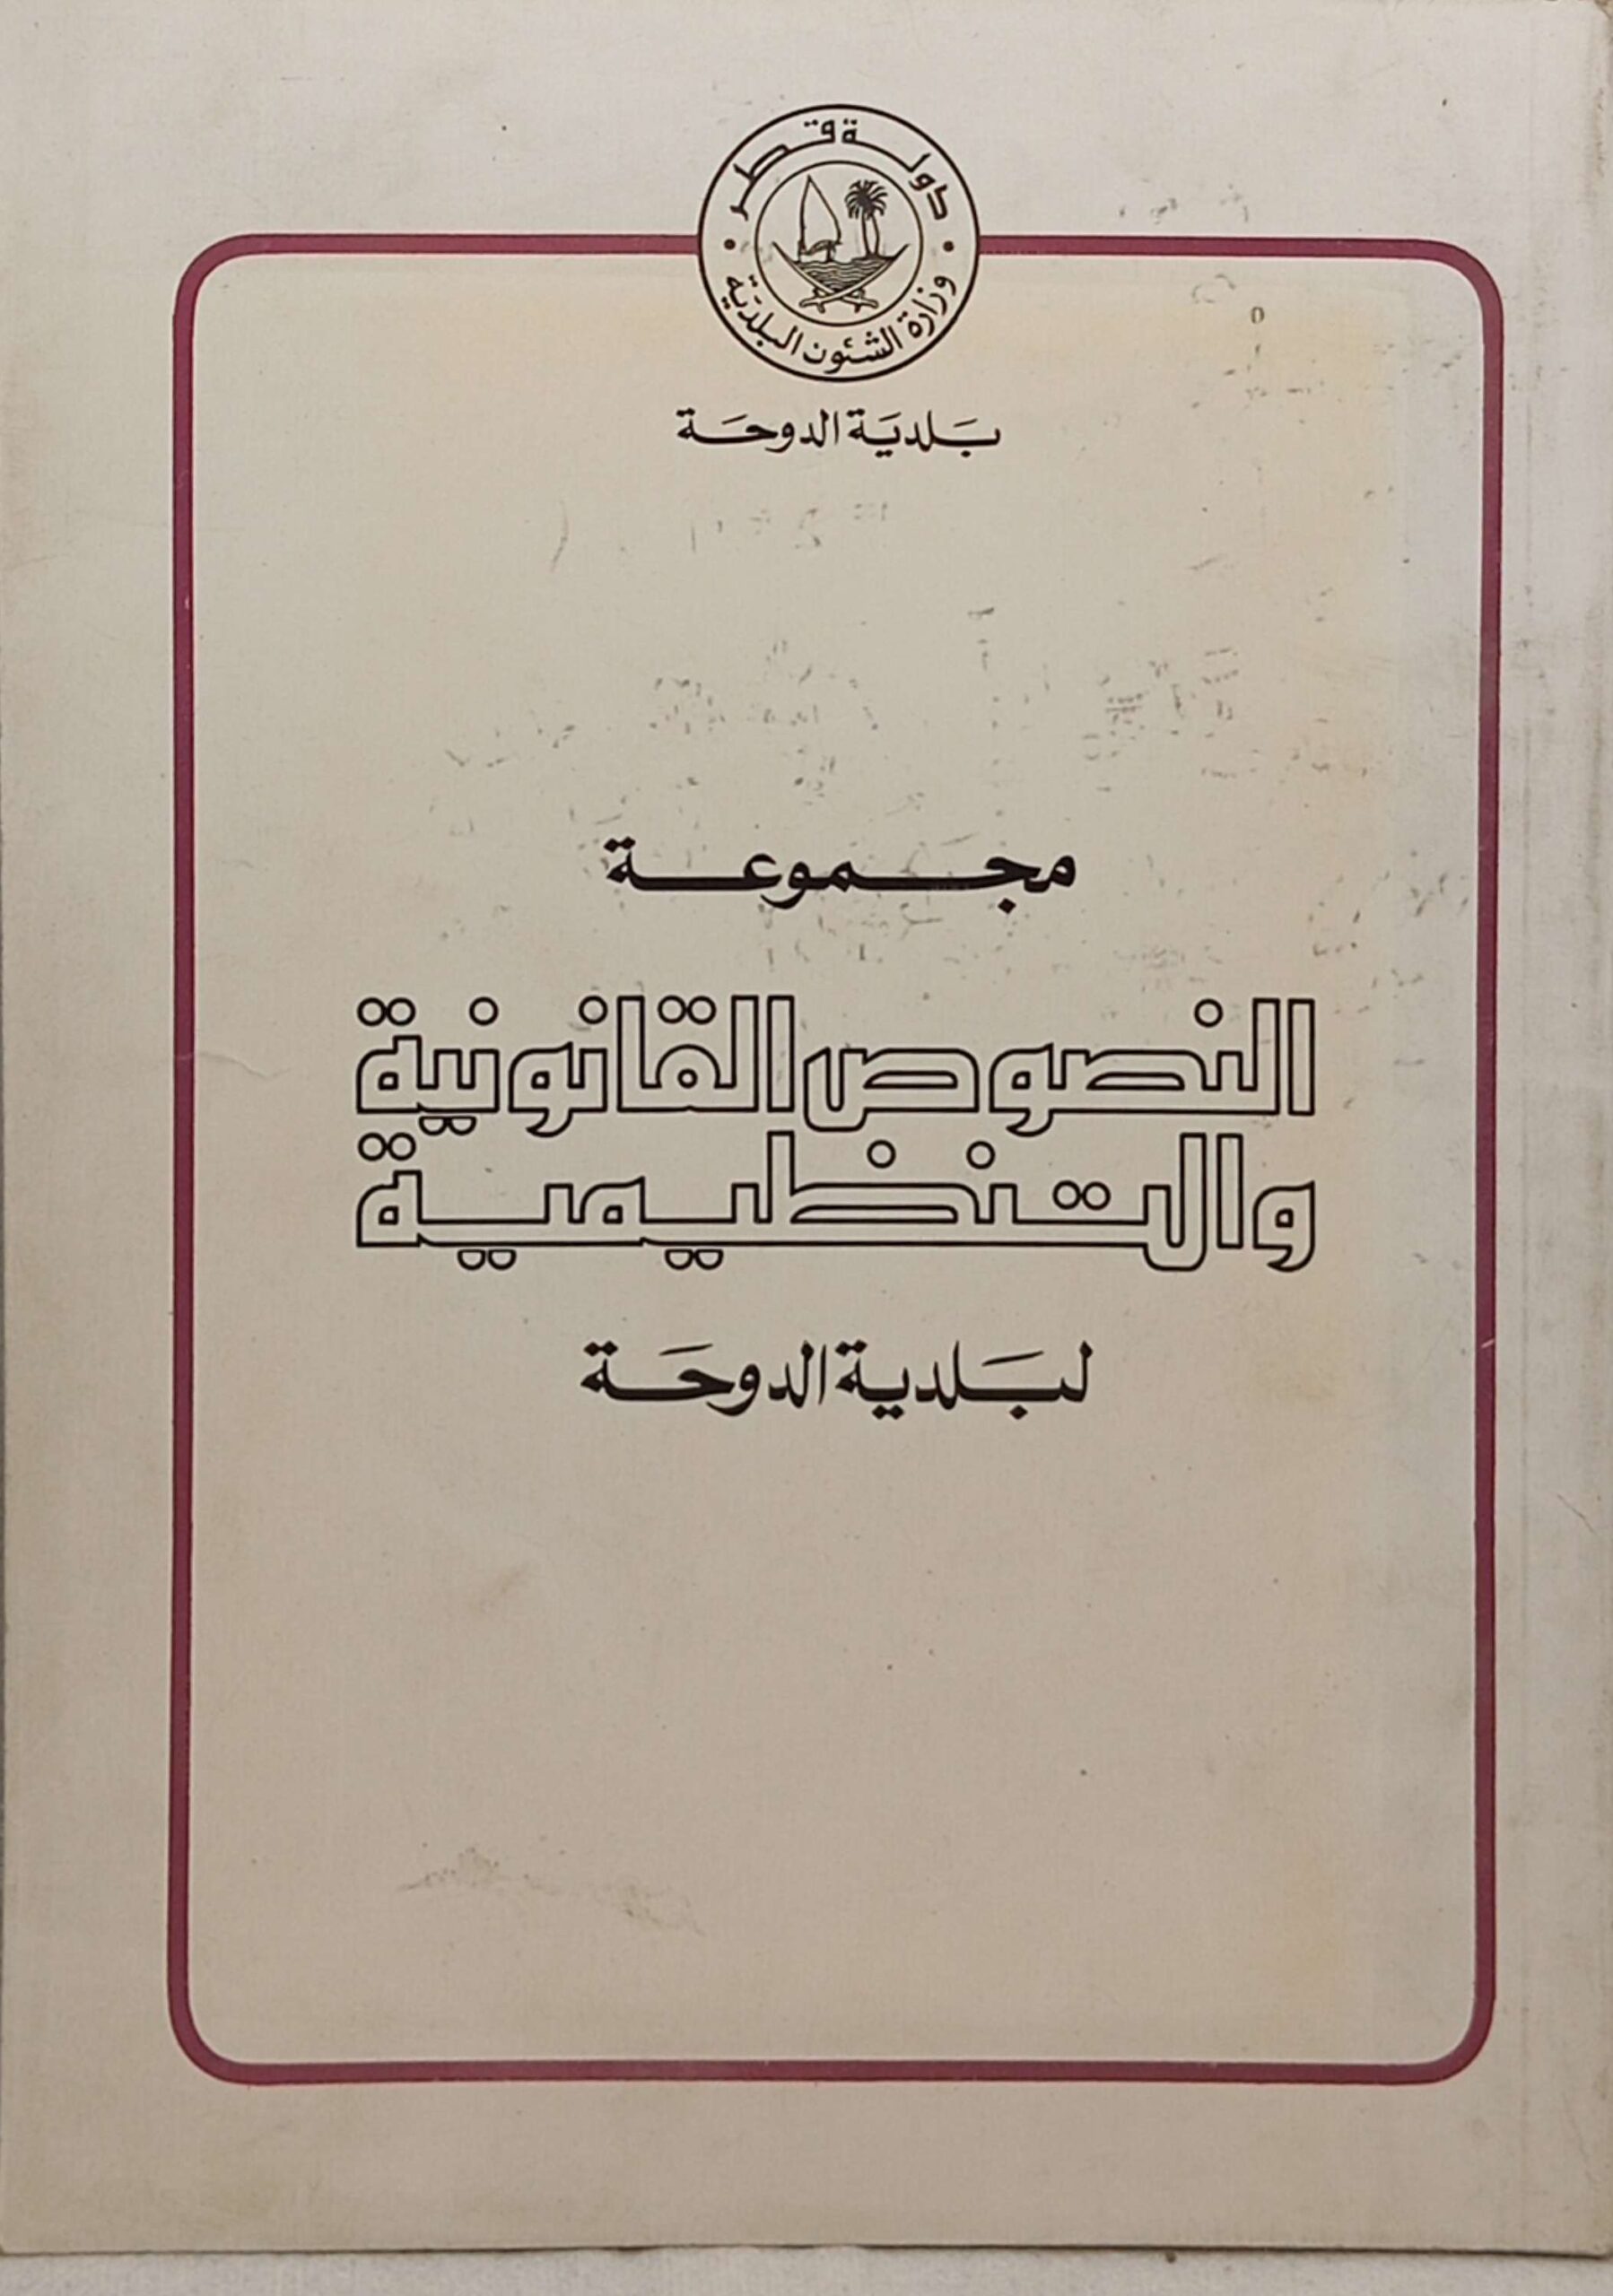 دولة قطر
وزارة الشئون البلدية
بلدية الدوحة
مجموعة
النصوص القانونية
والتنظيمية
لبلدية الدوحة